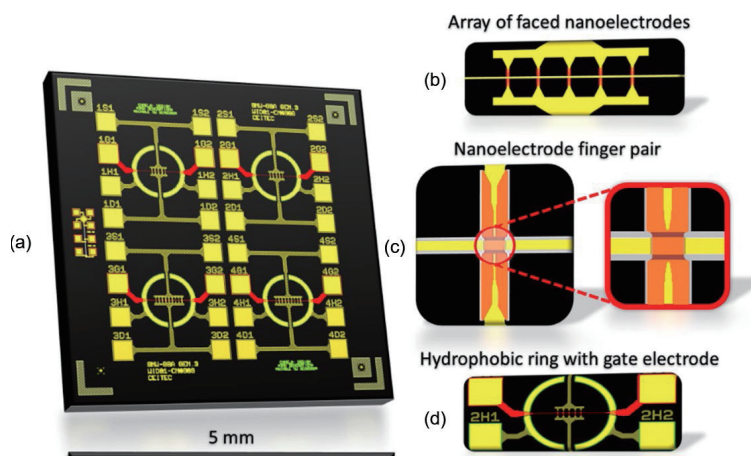 Array of faced nanoelectrodes
(b)
Nanoelectrode finger pair
(c)
Hydrophobic ring with gate electrode
(d)
2H1
2H2
(a)
1S1
1S2
2S1
2S2
1G1
1G2
2G1
2G2
1H1
1H2
2H1
2H2
1D1
1D2
2D1
2D2
3S1
3S2
4S1
4S2
3G1
3G2
4G1
4G2
3H1
3H2
4H1
4H2
3D1
3D2
4D1
4D2
CEITEC
CEITEC
5 mm